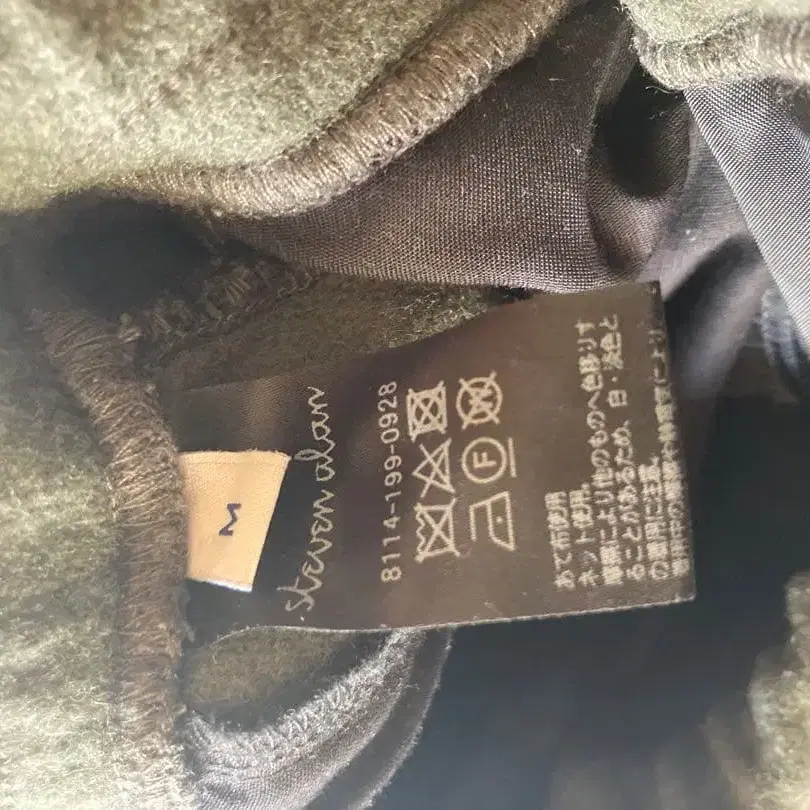 M
steven alan
8114-199-0928
F
あて布使用
ネット使用。
摩擦により他のものへ色移りす
ることがあるため、白・淡色と
の着用に注意。